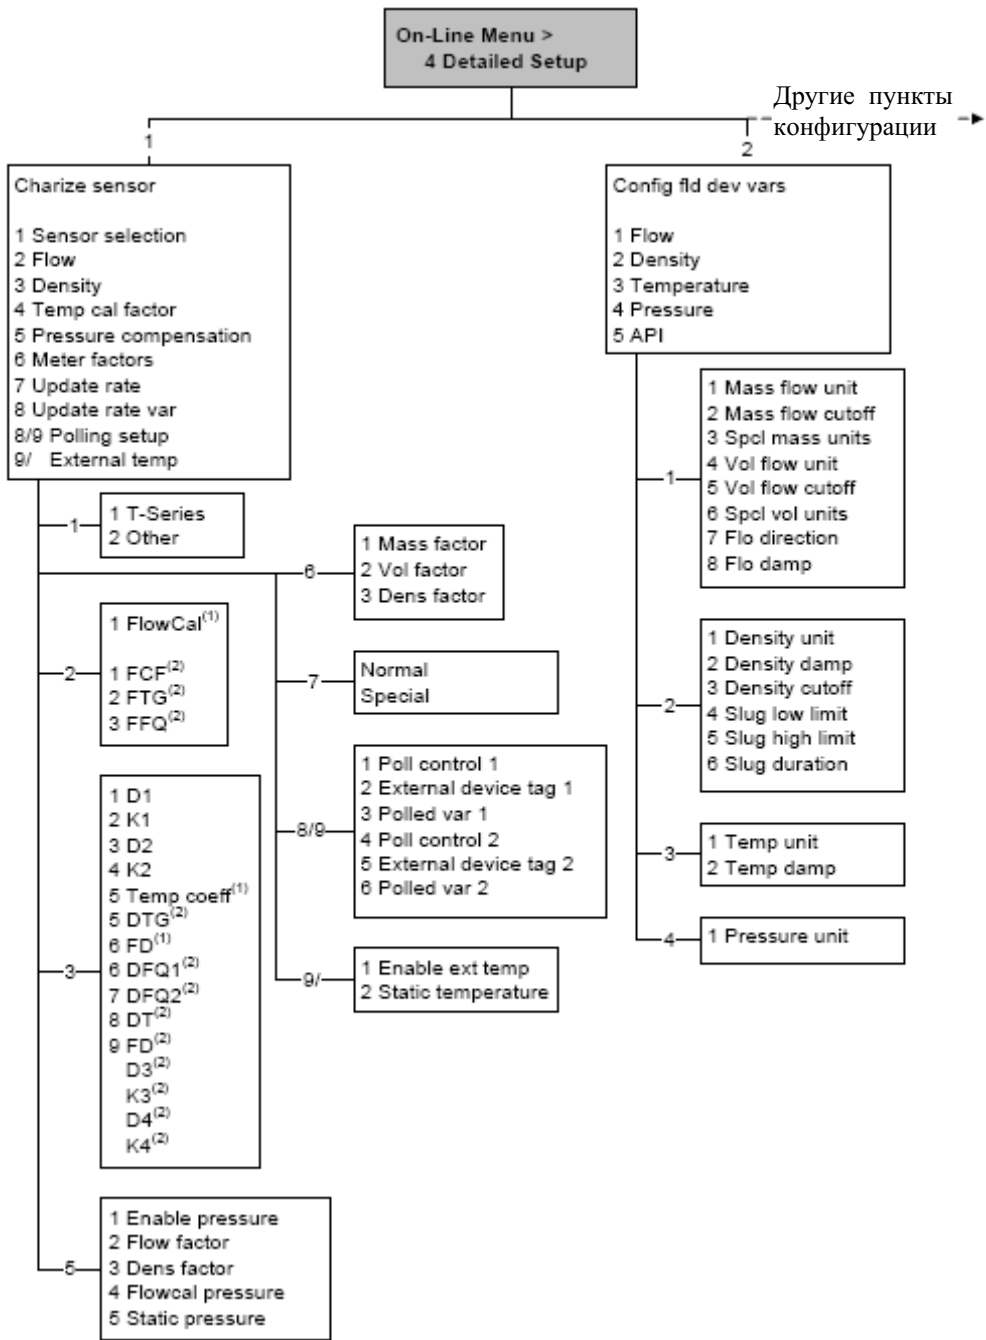 On-Line Menu >
4 Detailed Setup
Другие пункты
конфигурации
1
2
Charize sensor
1 Sensor selection
2 Flow
3 Density
4 Temp cal factor
5 Pressure compensation
6 Meter factors
7 Update rate
8 Update rate var
8/9 Polling setup
9/ External temp
Config fld dev vars
1 Flow
2 Density
3 Temperature
4 Pressure
5 API
1
1 T-Series
2 Other
2
1 FlowCal(1)
1 FCF(2)
2 FTG(2)
3 FFQ(2)
3
1 D1
2 K1
3 D2
4 K2
5 Temp coeff(1)
5 DTG(2)
6 FD(1)
6 DFQ1(2)
7 DFQ2(2)
8 DT(2)
9 FD(2)
D3(2)
K3(2)
D4(2)
K4(2)
5
1 Enable pressure
2 Flow factor
3 Dens factor
4 Flowcal pressure
5 Static pressure
6
1 Mass factor
2 Vol factor
3 Dens factor
7
Normal
Special
8/9
1 Poll control 1
2 External device tag 1
3 Polled var 1
4 Poll control 2
5 External device tag 2
6 Polled var 2
9/
1 Enable ext temp
2 Static temperature
1
1 Mass flow unit
2 Mass flow cutoff
3 Spcl mass units
4 Vol flow unit
5 Vol flow cutoff
6 Spcl vol units
7 Flo direction
8 Flo damp
2
1 Density unit
2 Density damp
3 Density cutoff
4 Slug low limit
5 Slug high limit
6 Slug duration
3
1 Temp unit
2 Temp damp
4
1 Pressure unit